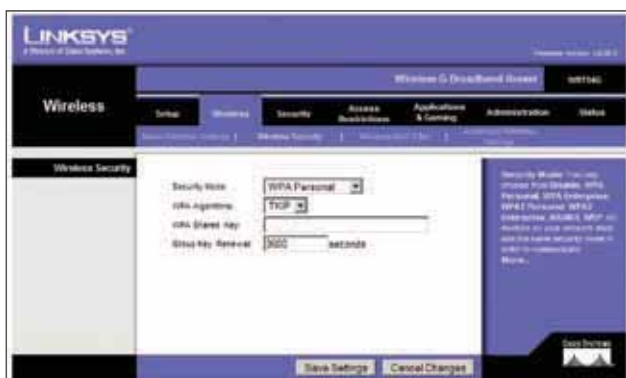 LINKSYS®
A Division of Cisco Systems, Inc.
Wireless-G Broadband Router
WRT54G
Wireless
Setup
Wireless
Security
Access Restrictions
Applications & Gaming
Administration
Status
Wireless Security
Wireless Security
Security Mode:
WPA Personal
WPA Algorithms:
TKIP
WPA Shared Key:
Group Key Renewal:
3600
seconds
Security Mode: You may
choose from Disable, WPA
Personal, WPA Enterprise,
WPA2 Personal, WPA2
Enterprise, RADIUS, WEP. All
devices on your network must
use the same security mode in
order to communicate.
More...
Save Settings
Cancel Changes
Cisco Systems